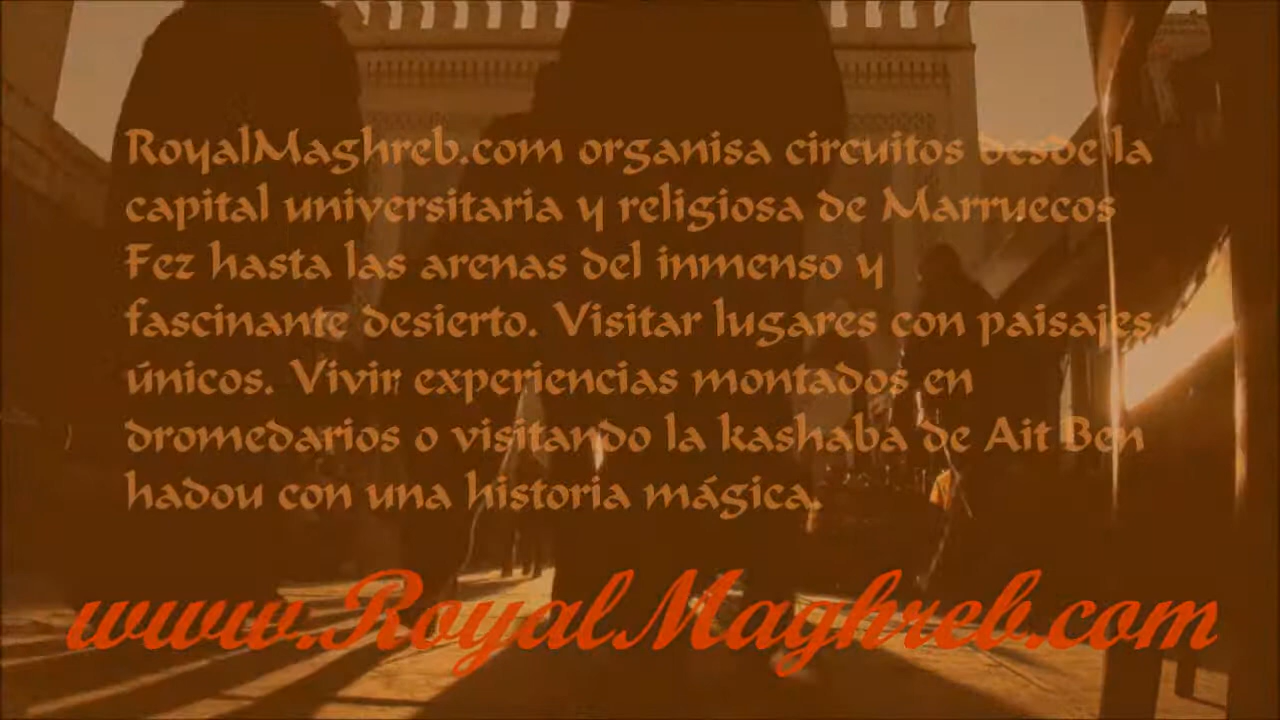 RoyalMaghreb.com organisa circuitos desde la
capital universitaria y religiosa de Marruecos
Fez hasta las arenas del inmenso y
fascinante desierto. Visitar lugares con paisajes
únicos. Vivir experiencias montados en
dromedarios o visitando la kashaba de Ait Ben
hadou con una historia mágica.
www.RoyalMaghreb.com